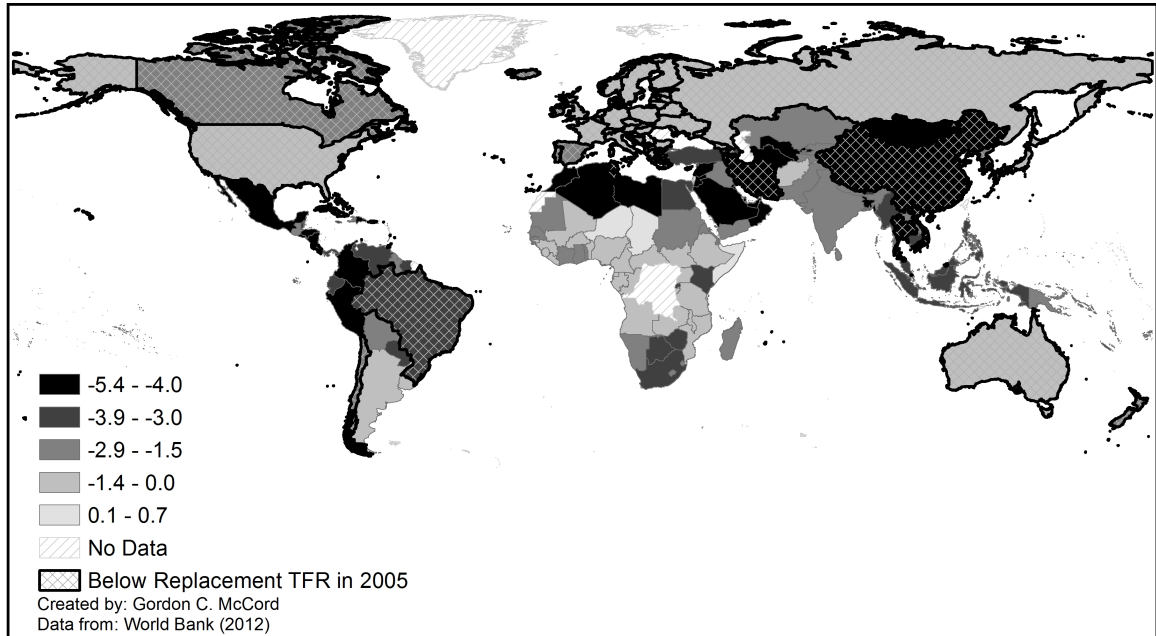 -5.4 - -4.0
-3.9 - -3.0
-2.9 - -1.5
-1.4 - 0.0
0.1 - 0.7
No Data
Below Replacement TFR in 2005
Created by: Gordon C. McCord
Data from: World Bank (2012)